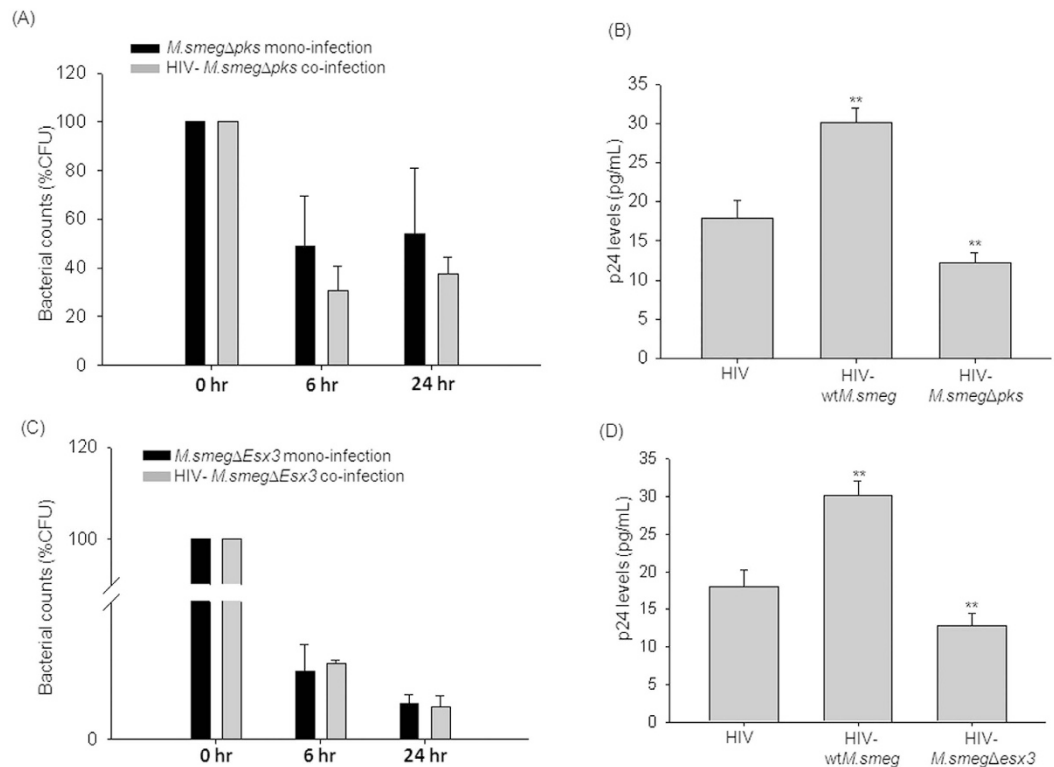 (A)
M.smegΔpks mono-infection
HIV- M.smegΔpks co-infection
Bacterial counts (%CFU)
120
100
80
60
40
20
0
0 hr
6 hr
24 hr
(B)
p24 levels (pg/mL)
35
30
25
20
15
10
5
0
**
**
HIV
HIV-
wtM.smeg
HIV-
M.smegΔpks
(C)
M.smegΔEsx3 mono-infection
HIV- M.smegΔEsx3 co-infection
Bacterial counts (%CFU)
120
100
0
0 hr
6 hr
24 hr
(D)
p24 levels (pg/mL)
35
30
25
20
15
10
5
0
**
**
HIV
HIV-
wtM.smeg
HIV-
M.smegΔesx3